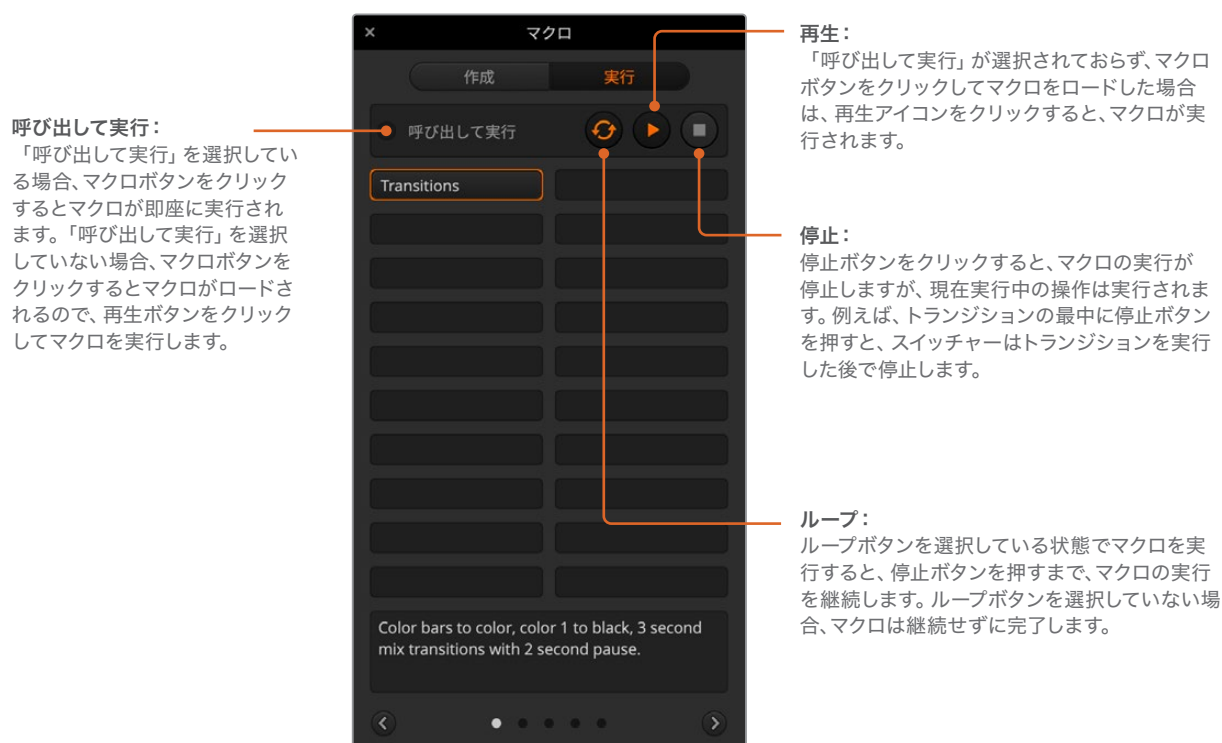 呼び出して実行：
「呼び出して実行」を選択してい
る場合、マクロボタンをクリック
するとマクロが即座に実行され
ます。「呼び出して実行」を選択
していない場合、マクロボタンを
クリックするとマクロがロードさ
れるので、再生ボタンをクリック
してマクロを実行します。
マクロ
作成
実行
呼び出して実行
Transitions
Color bars to color, color 1 to black, 3 second
mix transitions with 2 second pause.
再生：
「呼び出して実行」が選択されておらず、マクロ
ボタンをクリックしてマクロをロードした場合
は、再生アイコンをクリックすると、マクロが実
行されます。
停止：
停止ボタンをクリックすると、マクロの実行が
停止しますが、現在実行中の操作は実行されま
す。例えば、トランジションの最中に停止ボタン
を押すと、スイッチャーはトランジションを実行
した後で停止します。
ループ：
ループボタンを選択している状態でマクロを実
行すると、停止ボタンを押すまで、マクロの実行
を継続します。ループボタンを選択していない場
合、マクロは継続せずに完了します。